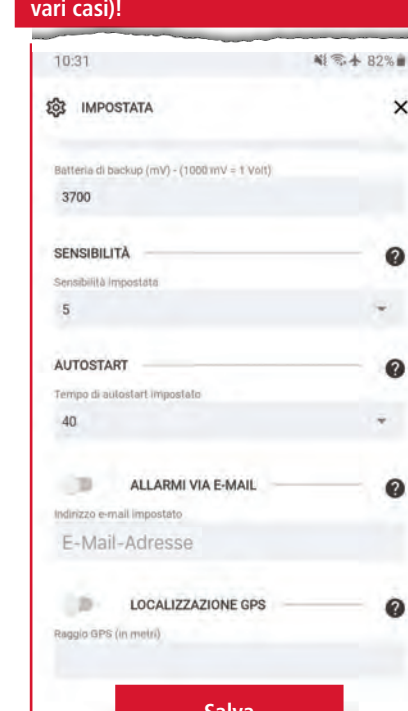 vari casi)!
10:31 82%
IMPOSTATA
Batteria di backup (mV) - (1000 mV = 1 Volt)
3700
SENSIBILITÀ
Sensibilità impostata
5
AUTOSTART
Tempo di autostart impostato
40
ALLARMI VIA E-MAIL
Indirizzo e-mail impostato
E-Mail-Adresse
LOCALIZZAZIONE GPS
Raggio GPS (in metri)
Salva